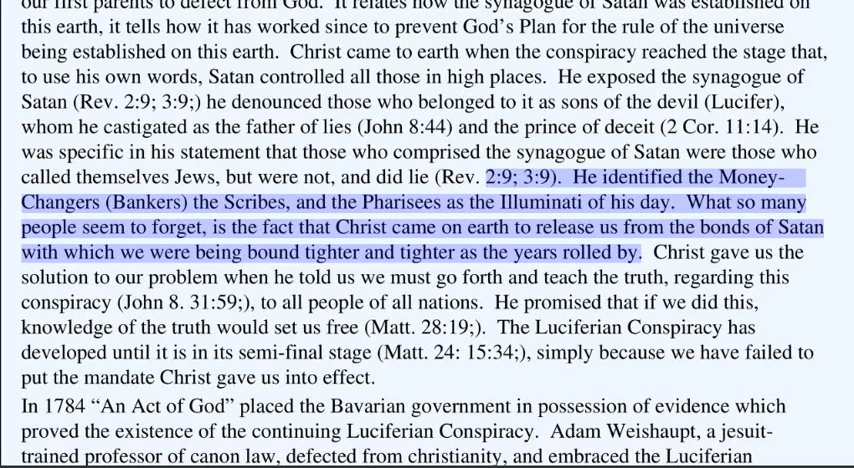 our first parents to defect from God. It relates how the synagogue of Satan was established on
this earth, it tells how it has worked since to prevent God's Plan for the rule of the universe
being established on this earth. Christ came to earth when the conspiracy reached the stage that,
to use his own words, Satan controlled all those in high places. He exposed the synagogue of
Satan (Rev. 2:9; 3:9;) he denounced those who belonged to it as sons of the devil (Lucifer),
whom he castigated as the father of lies (John 8:44) and the prince of deceit (2 Cor. 11:14). He
was specific in his statement that those who comprised the synagogue of Satan were those who
called themselves Jews, but were not, and did lie (Rev. 2:9; 3:9). He identified the Money-
Changers (Bankers) the Scribes, and the Pharisees as the Illuminati of his day. What so many
people seem to forget, is the fact that Christ came on earth to release us from the bonds of Satan
with which we were being bound tighter and tighter as the years rolled by. Christ gave us the
solution to our problem when he told us we must go forth and teach the truth, regarding this
conspiracy (John 8. 31:59;), to all people of all nations. He promised that if we did this,
knowledge of the truth would set us free (Matt. 28:19;). The Luciferian Conspiracy has
developed until it is in its semi-final stage (Matt. 24: 15:34;), simply because we have failed to
put the mandate Christ gave us into effect.
In 1784 “An Act of God” placed the Bavarian government in possession of evidence which
proved the existence of the continuing Luciferian Conspiracy. Adam Weishaupt, a jesuit-
trained professor of canon law, defected from christianity, and embraced the Luciferian